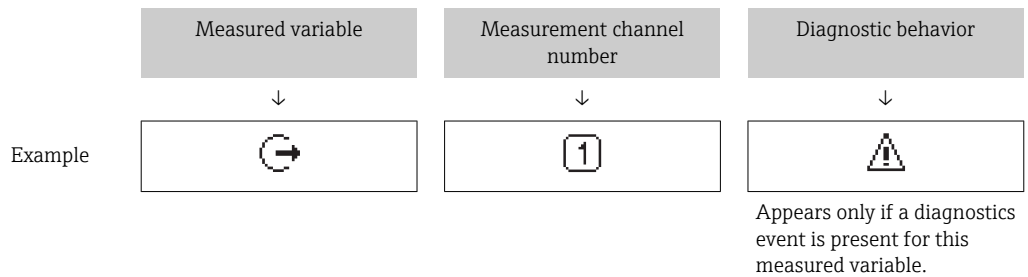 Measured variable
Measurement channel
number
Diagnostic behavior
↓
↓
↓
Example
1
Appears only if a diagnostics
event is present for this
measured variable.